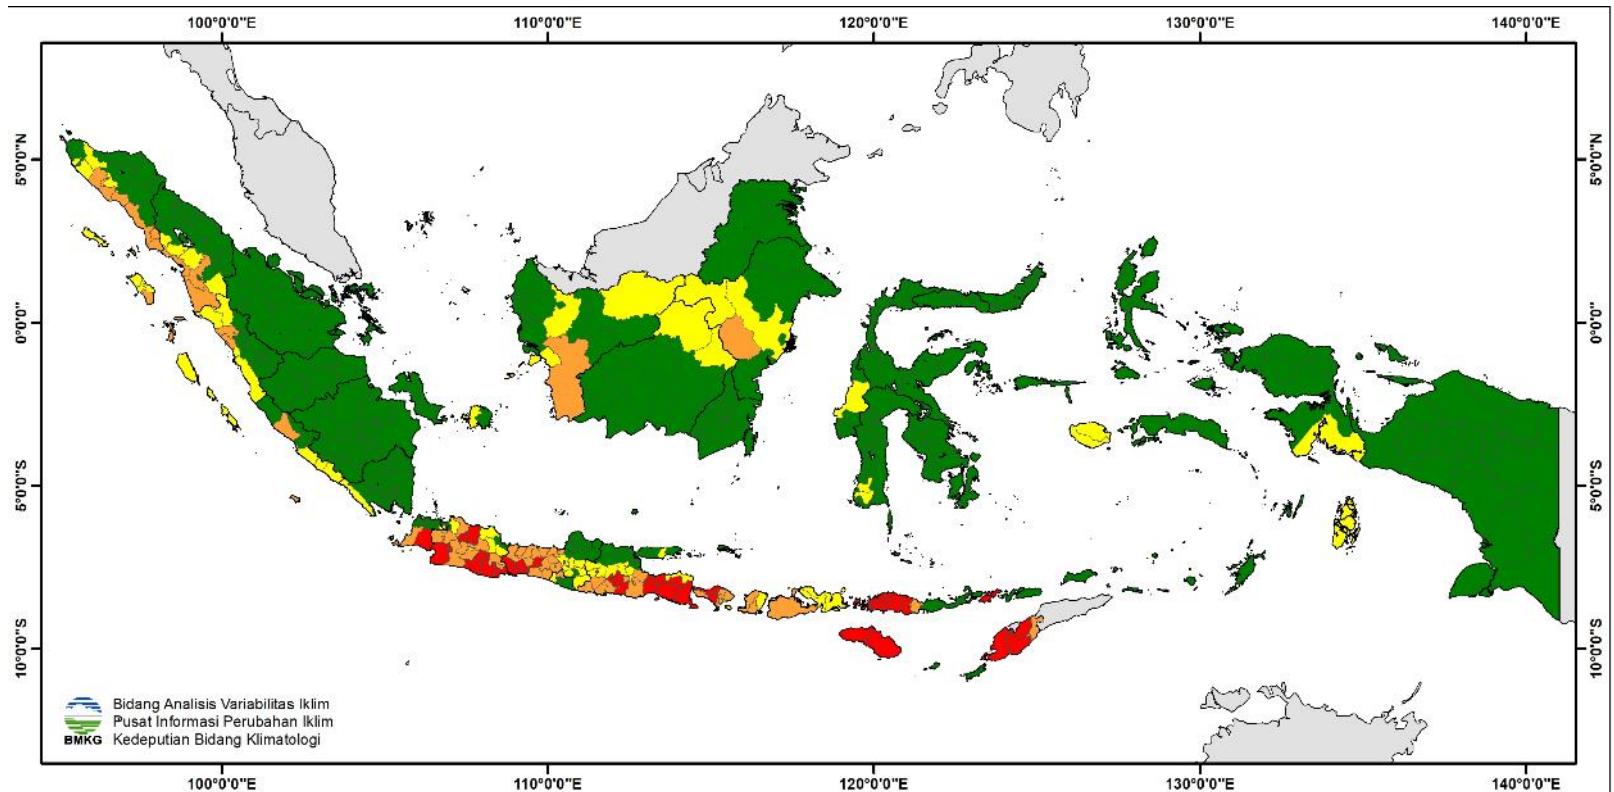 100°0'0"E 110°0'0"E 120°0'0"E 130°0'0"E 140°0'0"E
5°0'0"N 5°0'0"N
0°0'0" 0°0'0"
5°0'0"S 5°0'0"S
10°0'0"S 10°0'0"S
Bidang Analisis Variabilitas Iklim
Pusat Informasi Perubahan Iklim
BMKG Kedeputian Bidang Klimatologi
100°0'0"E 110°0'0"E 120°0'0"E 130°0'0"E 140°0'0"E